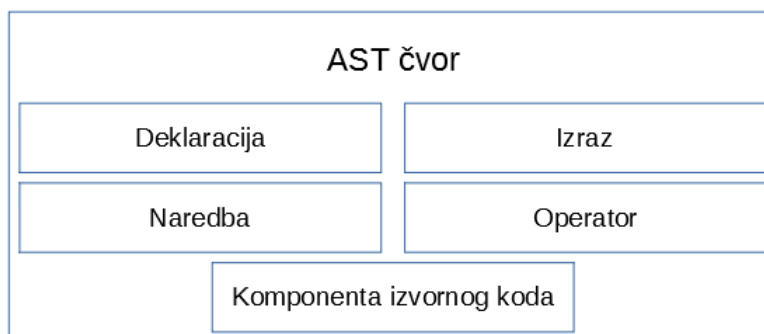 AST čvor
Deklaracija
Izraz
Naredba
Operator
Komponenta izvornog koda